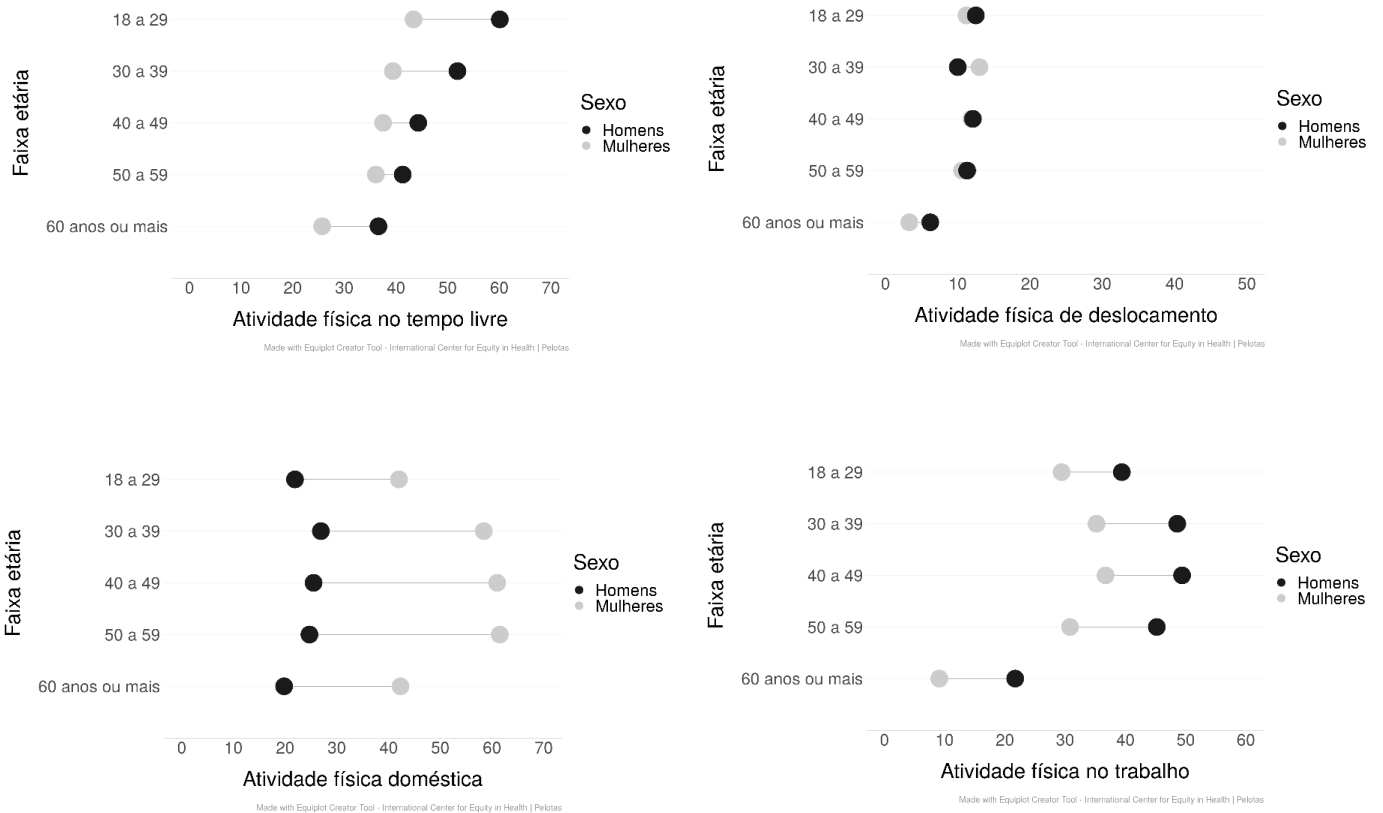 18 a 29
30 a 39
40 a 49
50 a 59
60 anos ou mais
Faixa etária
0 10 20 30 40 50 60 70
Atividade física no tempo livre
Made with Equiplot Creator Tool - International Center for Equity in Health | Pelotas
Sexo
Homens
Mulheres
18 a 29
30 a 39
40 a 49
50 a 59
60 anos ou mais
Faixa etária
0 10 20 30 40 50
Atividade física de deslocamento
Made with Equiplot Creator Tool - International Center for Equity in Health | Pelotas
Sexo
Homens
Mulheres
18 a 29
30 a 39
40 a 49
50 a 59
60 anos ou mais
Faixa etária
0 10 20 30 40 50 60 70
Atividade física doméstica
Made with Equiplot Creator Tool - International Center for Equity in Health | Pelotas
Sexo
Homens
Mulheres
18 a 29
30 a 39
40 a 49
50 a 59
60 anos ou mais
Faixa etária
0 10 20 30 40 50 60
Atividade física no trabalho
Made with Equiplot Creator Tool - International Center for Equity in Health | Pelotas
Sexo
Homens
Mulheres